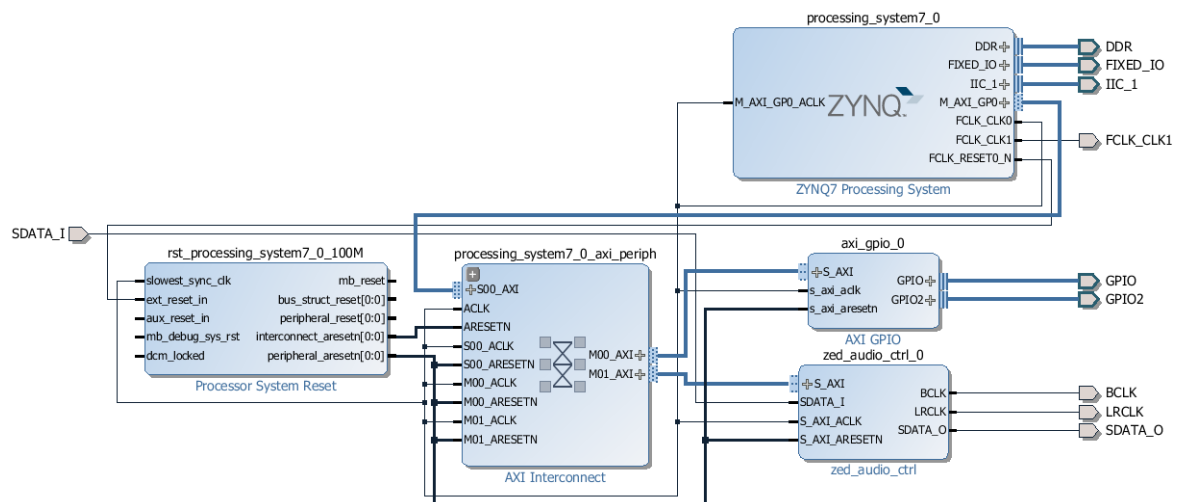 processing_system7_0
DDR
FIXED_IO
IIC_1
M_AXI_GP0
FCLK_CLK0
FCLK_CLK1
FCLK_RESET0_N
M_AXI_GP0_ACLK
ZYNQ
ZYNQ7 Processing System
DDR
FIXED_IO
IIC_1
FCLK_CLK1
SDATA_I
rst_processing_system7_0_100M
slowest_sync_clk
ext_reset_in
aux_reset_in
mb_debug_sys_rst
dcm_locked
mb_reset
bus_struct_reset[0:0]
peripheral_reset[0:0]
interconnect_aresetn[0:0]
peripheral_aresetn[0:0]
Processor System Reset
processing_system7_0_axi_periph
S00_AXI
ACLK
ARESETN
S00_ACLK
S00_ARESETN
M00_ACLK
M00_ARESETN
M01_ACLK
M01_ARESETN
M00_AXI
M01_AXI
AXI Interconnect
axi_gpio_0
S_AXI
s_axi_aclk
s_axi_aresetn
GPIO
GPIO2
AXI GPIO
GPIO
GPIO2
zed_audio_ctrl_0
S_AXI
SDATA_I
S_AXI_ACLK
S_AXI_ARESETN
BCLK
LRCLK
SDATA_O
zed_audio_ctrl
BCLK
LRCLK
SDATA_O